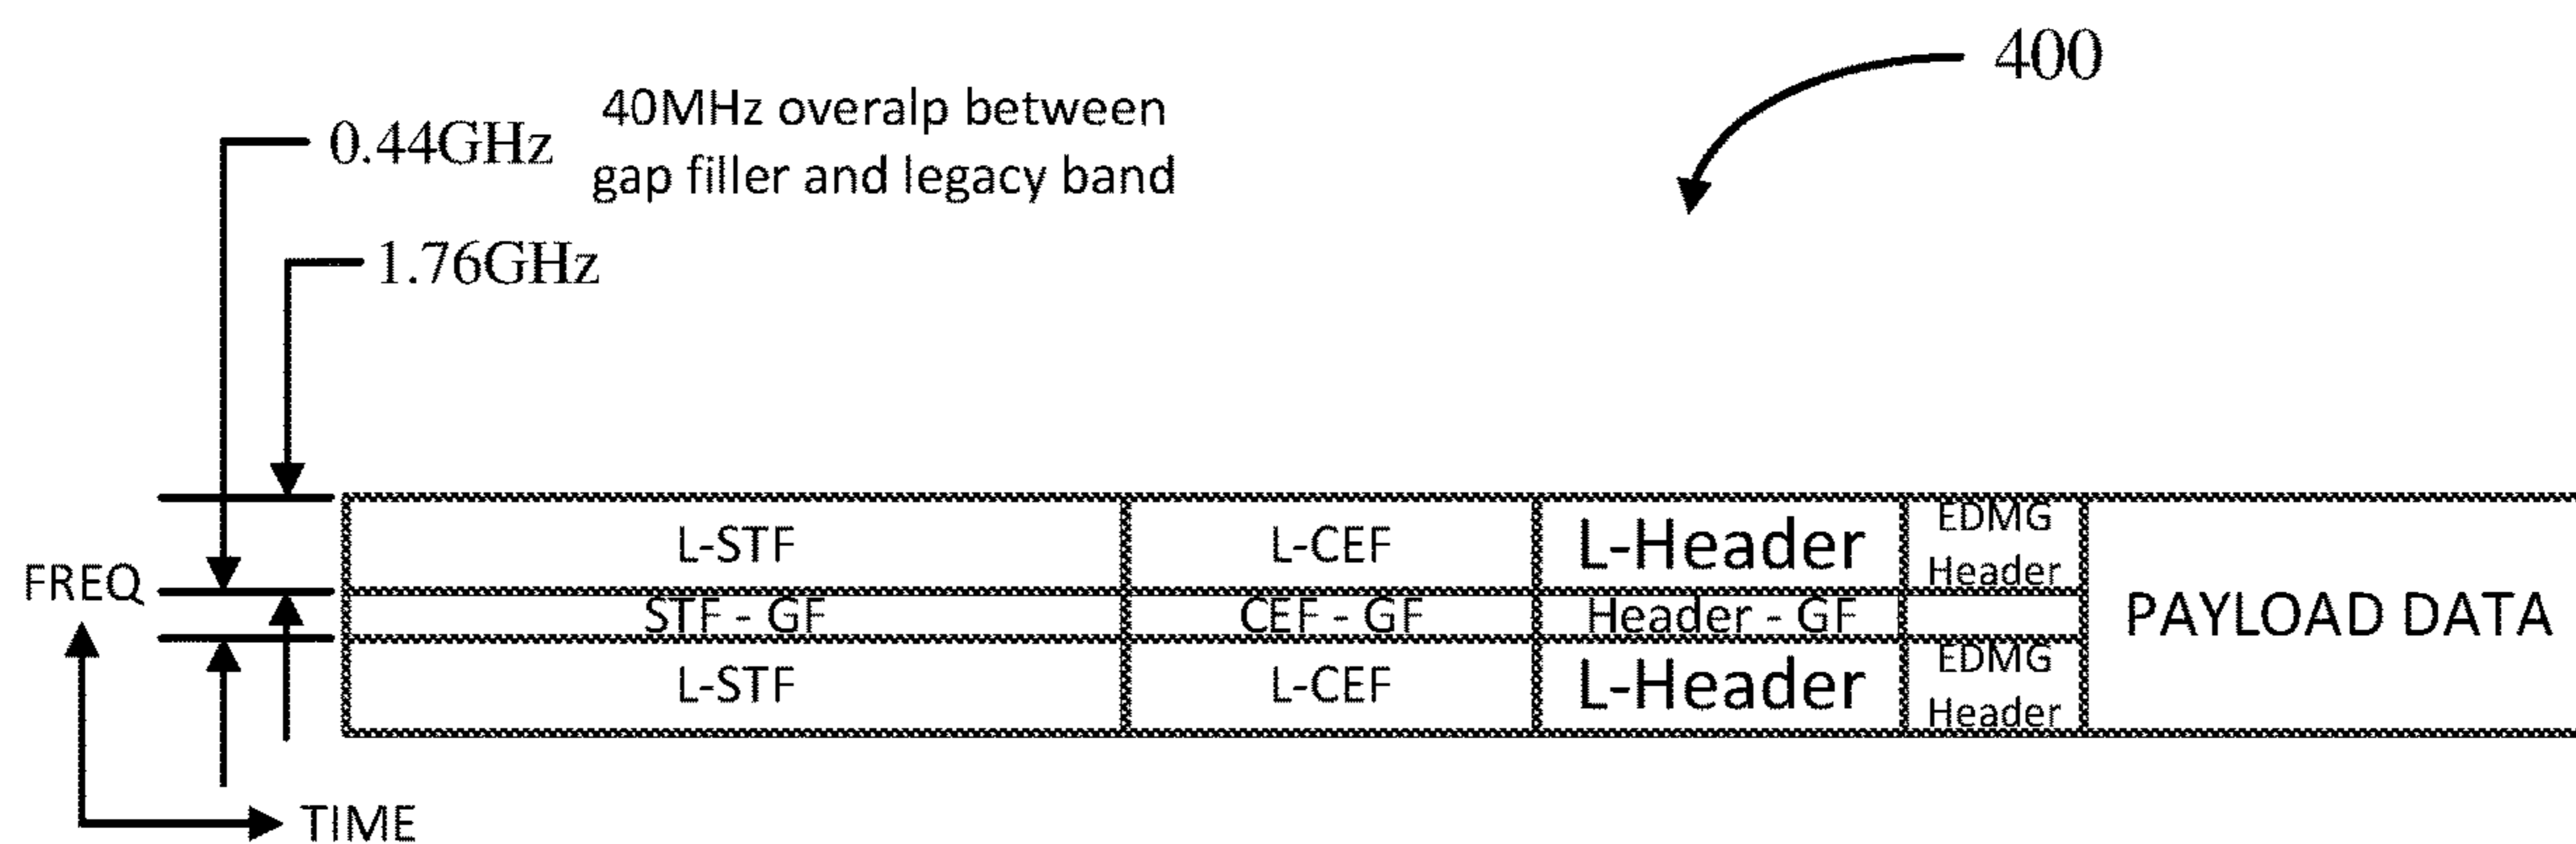 400
40MHz overalp between
0.44GHz
gap filler and legacy band
1.76GHz
L-STF
L-CEF
L-Header
EDMG
Header
FREQ
STF - GF
CEF - GF
Header - GF
PAYLOAD DATA
L-STF
L-CEF
L-Header
EDMG
Header
TIME